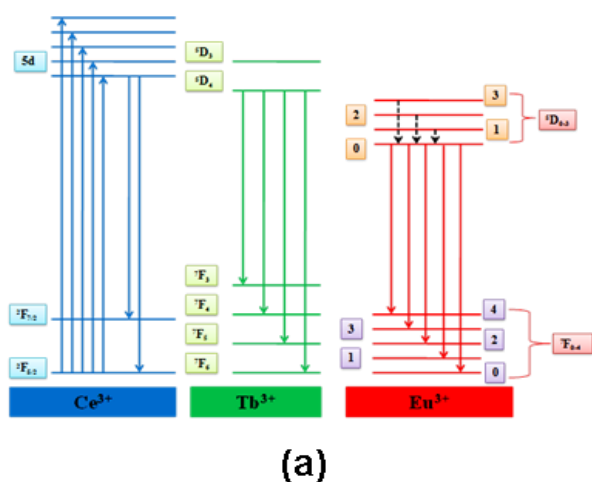 5d
²F₇/₂
²F₅/₂
Ce³⁺
⁵D₃
⁵D₄
⁷F₃
⁷F₄
⁷F₅
⁷F₆
Tb³⁺
3
2
1
0
⁵D₀₋₃
4
3
2
1
0
⁷F₀₋₄
Eu³⁺
(a)